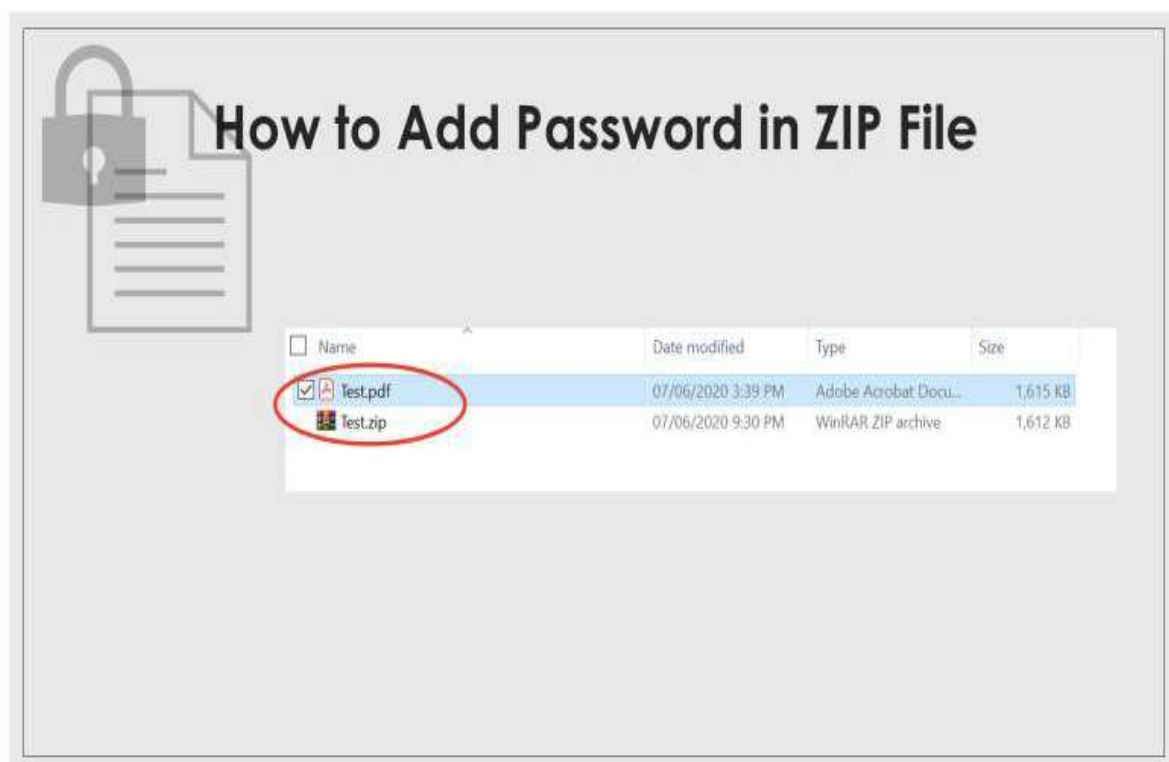 How to Add Password in ZIP File
Name Date modified Type Size
Test.pdf 07/06/2020 3:39 PM Adobe Acrobat Docu... 1,615 KB
Test.zip 07/06/2020 9:30 PM WinRAR ZIP archive 1,612 KB